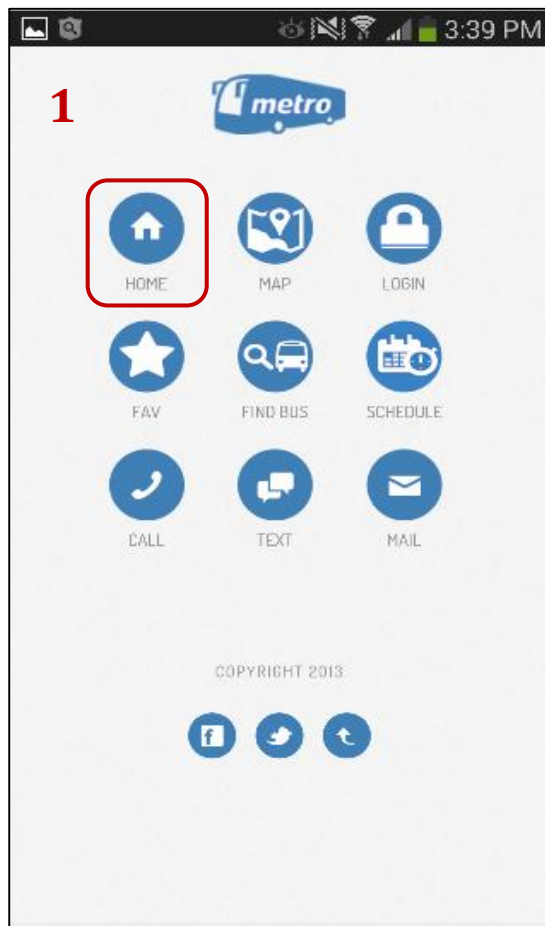 3:39 PM
1
metro
HOME MAP LOGIN
FAV FIND BUS SCHEDULE
CALL TEXT MAIL
COPYRIGHT 2013
f